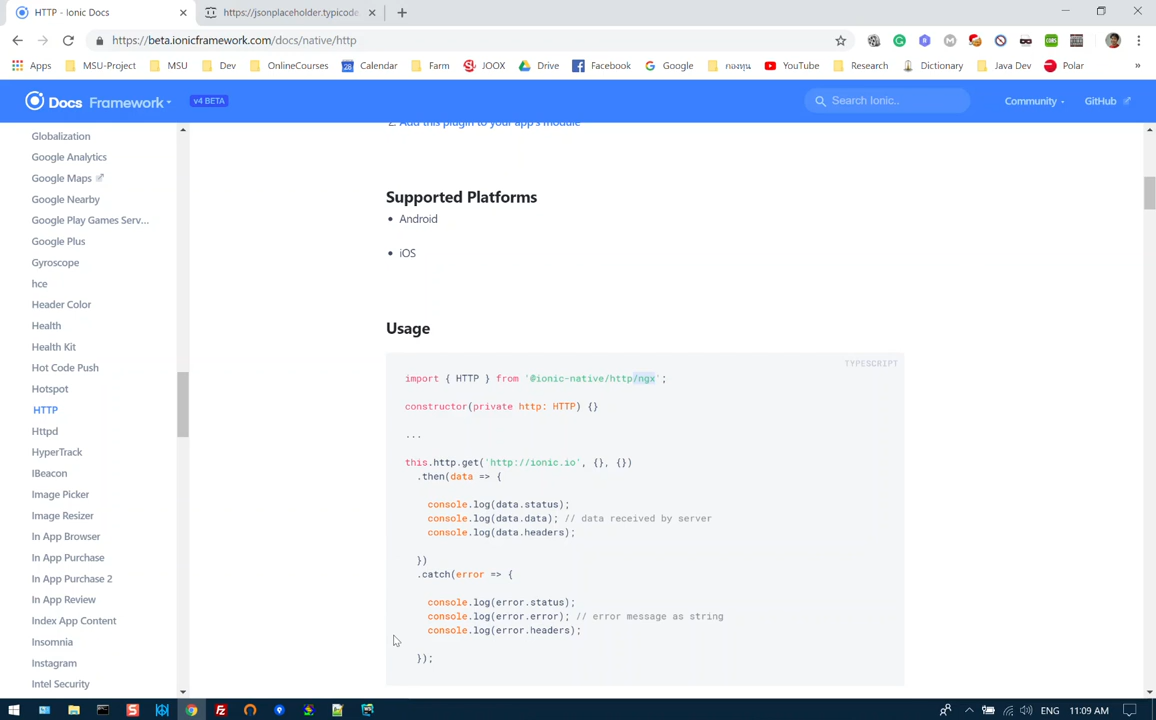 HTTP - Ionic Docs
https://jsonplaceholder.typicode
https://beta.ionicframework.com/docs/native/http
Apps
MSU-Project
MSU
Dev
OnlineCourses
28
Calendar
Farm
JOOX
Drive
Facebook
Google
กองทุน
YouTube
Research
Dictionary
Java Dev
Polar
»
Docs Framework
v4 BETA
Search Ionic..
Community
GitHub
Globalization
Google Analytics
Google Maps
Google Nearby
Google Play Games Serv...
Google Plus
Gyroscope
hce
Header Color
Health
Health Kit
Hot Code Push
Hotspot
HTTP
Httpd
HyperTrack
IBeacon
Image Picker
Image Resizer
In App Browser
In App Purchase
In App Purchase 2
In App Review
Index App Content
Insomnia
Instagram
Intel Security
2. Add this plugin to your app's module
Supported Platforms
• Android
• iOS
Usage
TYPESCRIPT
import { HTTP } from '@ionic-native/http/ngx';
constructor(private http: HTTP) {}
...
this.http.get('http://ionic.io', {}, {})
.then(data => {
console.log(data.status);
console.log(data.data); // data received by server
console.log(data.headers);
})
.catch(error => {
console.log(error.status);
console.log(error.error); // error message as string
console.log(error.headers);
});
ENG
11:09 AM